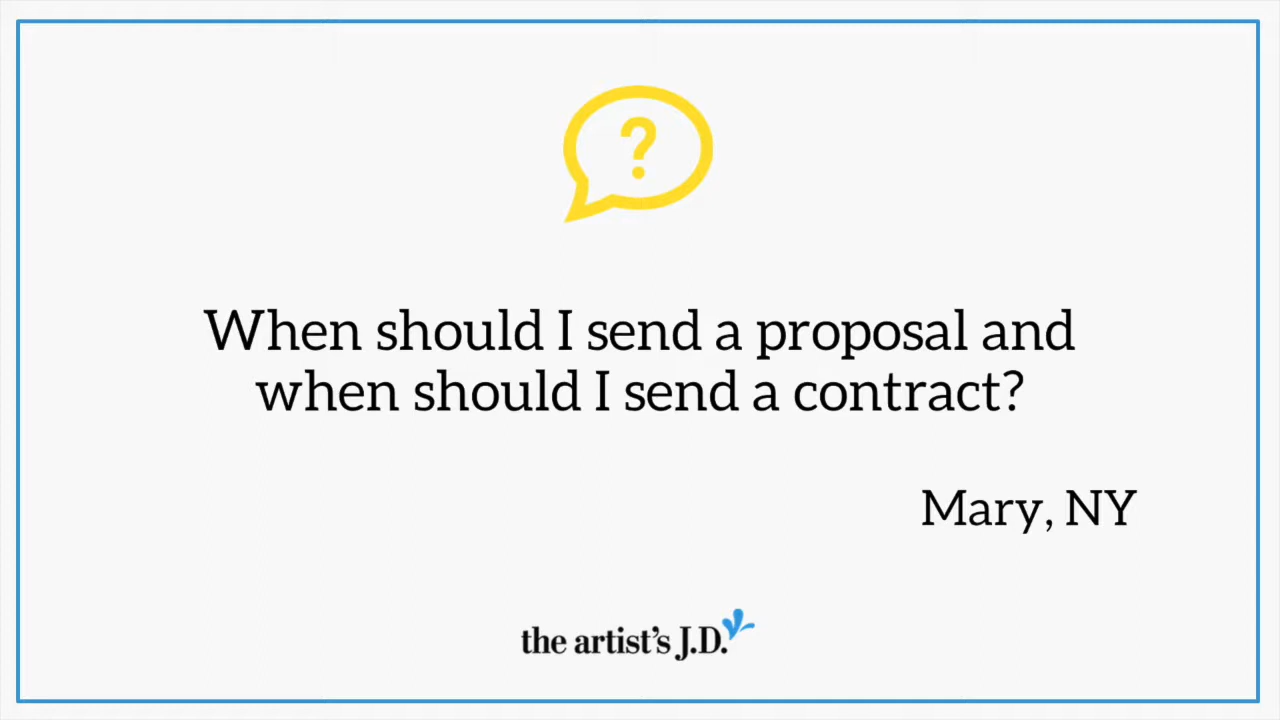 ?
When should I send a proposal and
when should I send a contract?
Mary, NY
the artist's J.D.